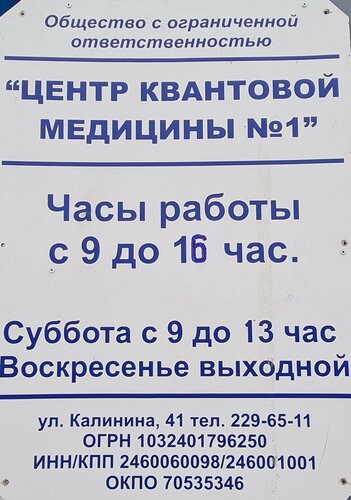 Общество с ограниченной
ответственностью
“ЦЕНТР КВАНТОВОЙ
МЕДИЦИНЫ №1”
Часы работы
с 9 до 16 час.
Суббота с 9 до 13 час
Воскресенье выходной
ул. Калинина, 41 тел. 229-65-11
ОГРН 1032401796250
ИНН/КПП 2460060098/246001001
ОКПО 70535346